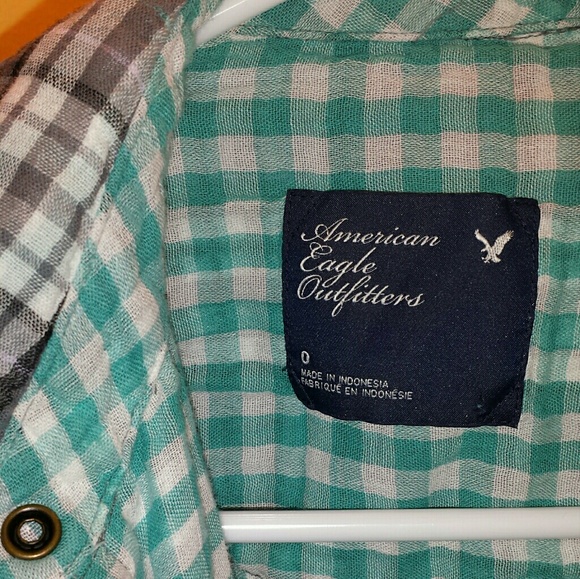 American
Eagle
Outfitters
0
MADE IN INDONESIA
FABRIQUÉ EN INDONÉSIE